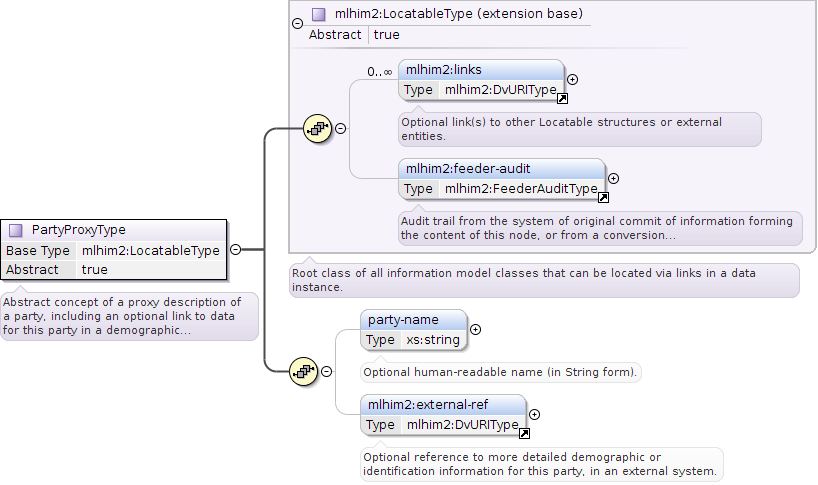 mlhim2:LocatableType (extension base)
Abstract true
0..∞
mlhim2:links
Type mlhim2:DvURIType
Optional link(s) to other Locatable structures or external
entities.
mlhim2:feeder-audit
Type mlhim2:FeederAuditType
Audit trail from the system of original commit of information forming
the content of this node, or from a conversion...
PartyProxyType
Base Type mlhim2:LocatableType
Abstract true
Abstract concept of a proxy description of
a party, including an optional link to data
for this party in a demographic...
Root class of all information model classes that can be located via links in a data
instance.
party-name
Type xs:string
Optional human-readable name (in String form).
mlhim2:external-ref
Type mlhim2:DvURIType
Optional reference to more detailed demographic or
identification information for this party, in an external system.